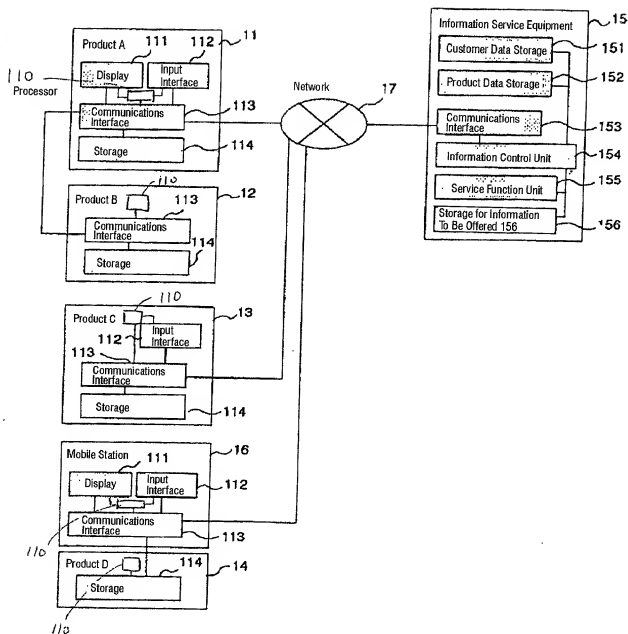 Product A
111
112
11
110
Processor
Display
Input
Interface
Communications
Interface
113
Storage
114
Product B
110
12
113
Communications
Interface
Storage
114
Product C
110
13
112
Input
Interface
113
Communications
Interface
Storage
114
Mobile Station
111
16
Display
Input
Interface
112
Communications
Interface
110
113
Product D
114
14
Storage
110
Network
17
Information Service Equipment
15
Customer Data Storage
151
Product Data Storage
152
Communications
Interface
153
Information Control Unit
154
Service Function Unit
155
Storage for Information
To Be Offered 156
156